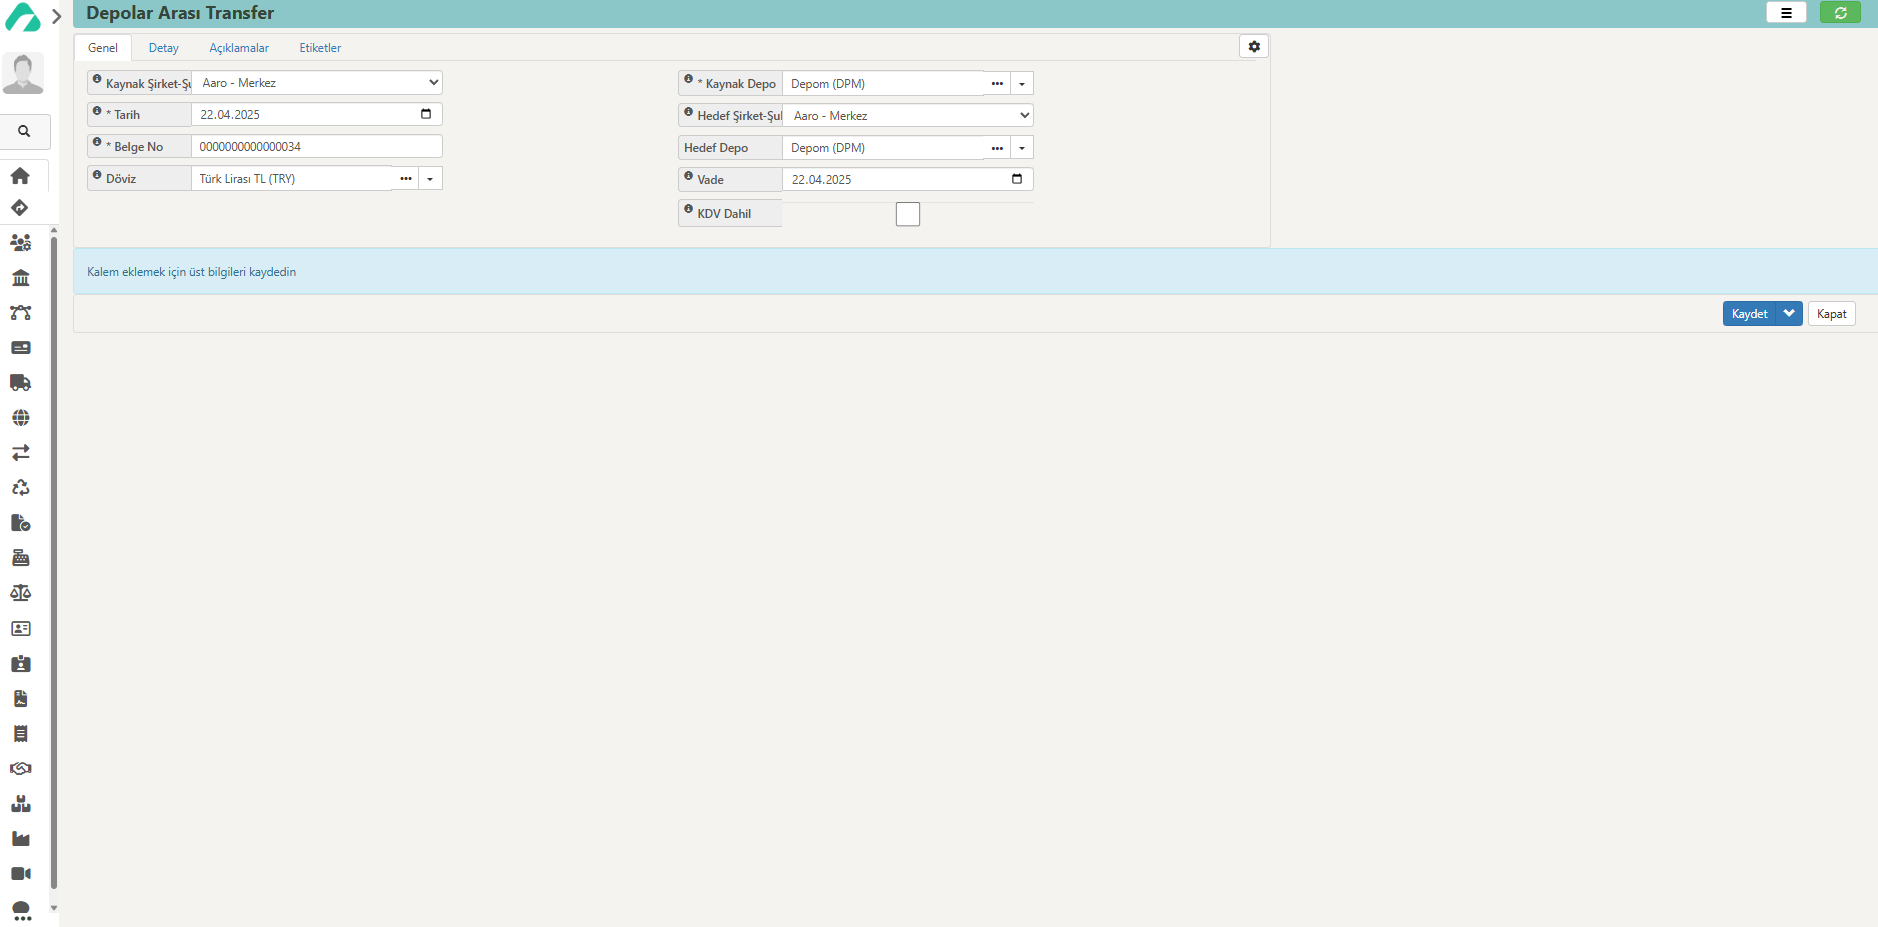 Depolar Arası Transfer
Genel
Detay
Açıklamalar
Etiketler
Kaynak Şirket-Şu
Aaro - Merkez
* Tarih
22.04.2025
* Belge No
0000000000000034
Döviz
Türk Lirası TL (TRY)
* Kaynak Depo
Depom (DPM)
Hedef Şirket-Şul
Aaro - Merkez
Hedef Depo
Depom (DPM)
Vade
22.04.2025
KDV Dahil
Kalem eklemek için üst bilgileri kaydedin
Kaydet
Kapat